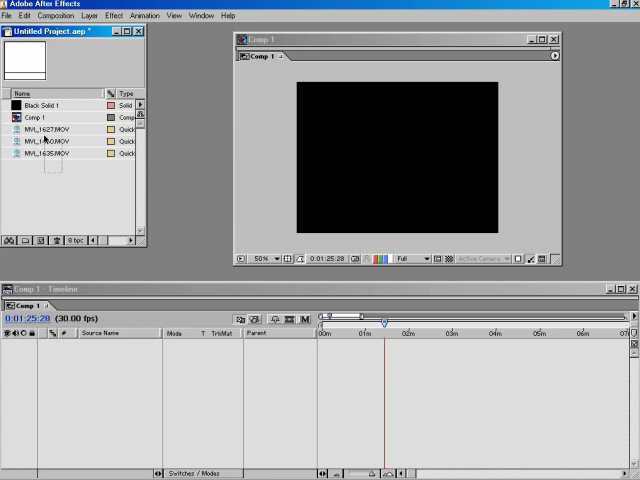 Adobe After Effects
File Edit Composition Layer Effect Animation View Window Help
Untitled Project.aep *
Name Type
Black Solid 1 Solid
Comp 1 Comp
MVI_1627.MOV Quick
Quick
MVI_1635.MOV Quick
8 bpc
Comp 1
Comp 1
50% 0:01:25:28 Full Active Camera
Comp 1 - Timeline
Comp 1
0:01:25:28 (30.00 fps)
# Source Name Mode T TrkMat Parent
00m 01m 02m 03m 04m 05m 06m 07
Switches / Modes